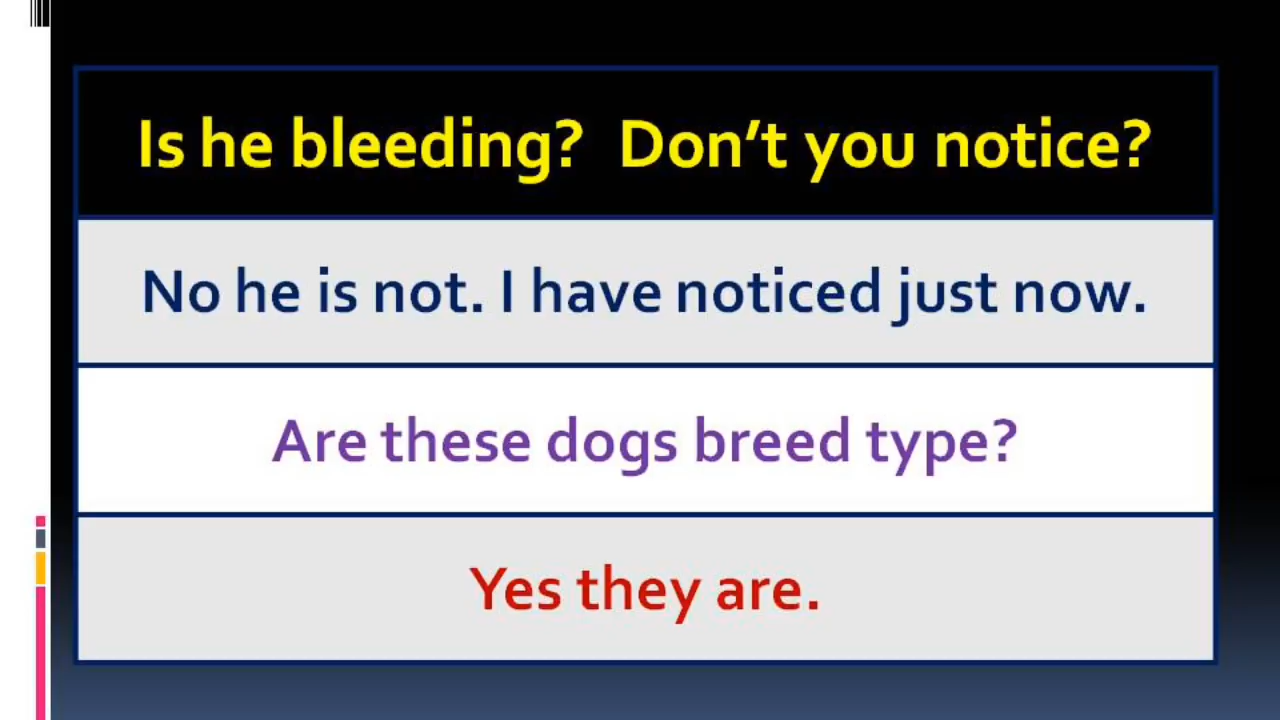 Is he bleeding? Don’t you notice?
No he is not. I have noticed just now.
Are these dogs breed type?
Yes they are.